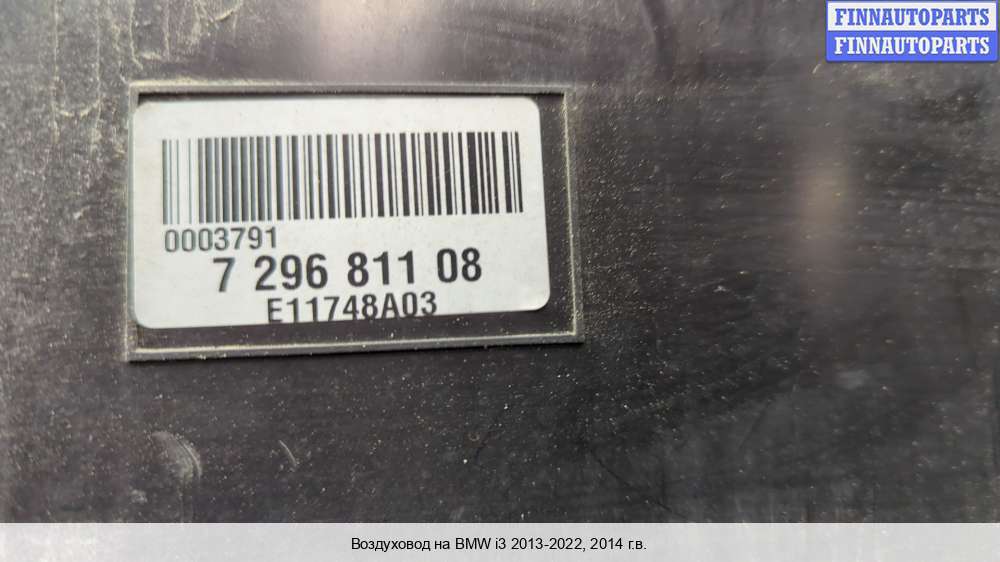 FINNAUTOPARTS
FINNAUTOPARTS
0003791
7 296 811 08
E11748A03
Воздуховод на BMW i3 2013-2022, 2014 г.в.